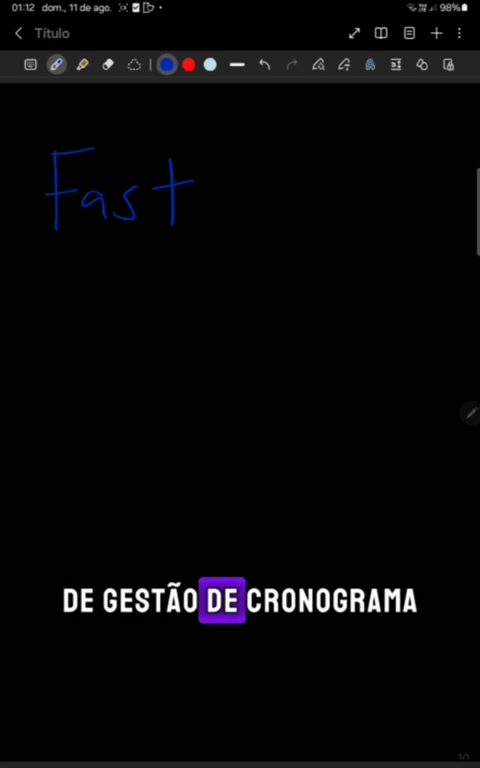 01:12 dom., 11 de ago. 98%
Título
Fast
DE GESTÃO DE CRONOGRAMA
1/1